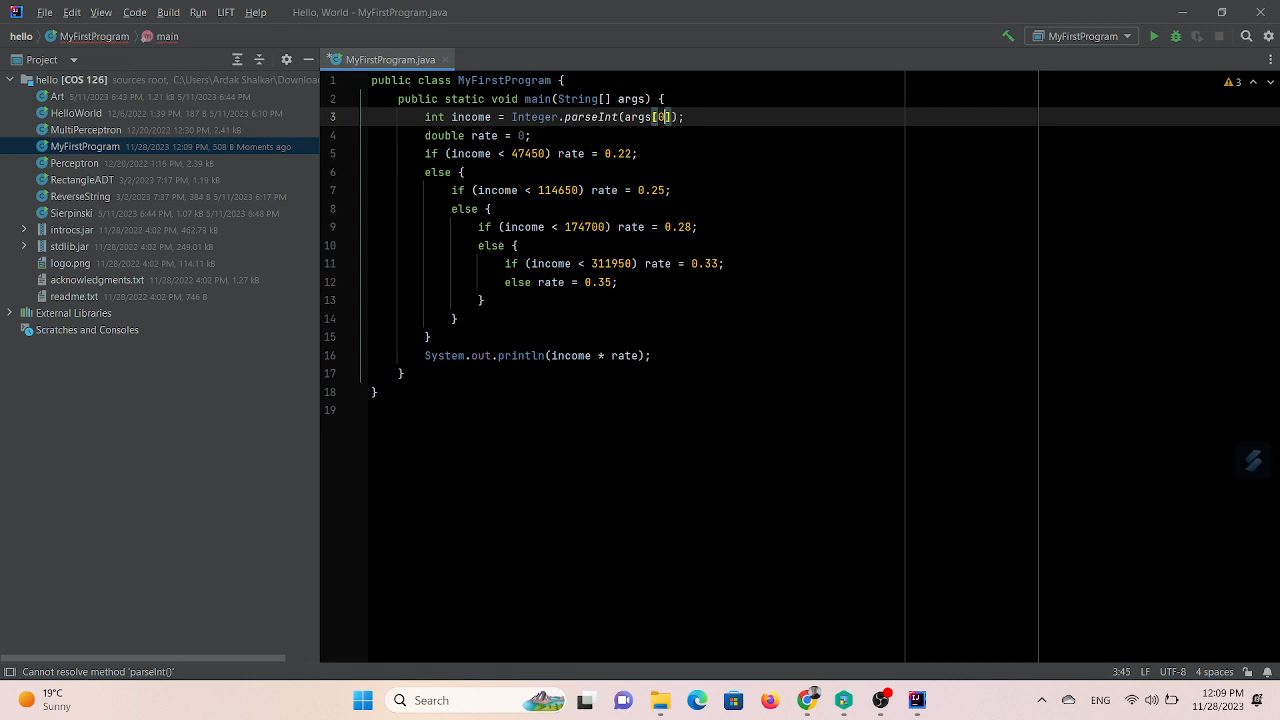 File Edit View Code Build Run LIFT Help Hello, World - MyFirstProgram.java
hello MyFirstProgram main MyFirstProgram
Project MyFirstProgram.java
hello [COS 126] sources root, C:\Users\Ardak Shalkar\Downloa
Art 5/11/2023 6:43 PM, 1.21 kB 5/11/2023 6:44 PM
HelloWorld 12/6/2022 1:39 PM, 187 B 5/11/2023 6:10 PM
MultiPerceptron 12/20/2022 12:30 PM, 2.41 kB
MyFirstProgram 11/28/2023 12:09 PM, 508 B Moments ago
Perceptron 12/20/2022 1:16 PM, 2.39 kB
RectangleADT 3/2/2023 7:17 PM, 1.19 kB
ReverseString 3/2/2023 7:37 PM, 384 B 5/11/2023 6:17 PM
Sierpinski 5/11/2023 6:44 PM, 1.07 kB 5/11/2023 6:48 PM
introcs.jar 11/28/2022 4:02 PM, 462.73 kB
stdlib.jar 11/28/2022 4:02 PM, 249.01 kB
logo.png 11/28/2022 4:02 PM, 114.11 kB
acknowledgments.txt 11/28/2022 4:02 PM, 1.27 kB
readme.txt 11/28/2022 4:02 PM, 746 B
External Libraries
Scratches and Consoles
1 public class MyFirstProgram {
2 public static void main(String[] args) {
3 int income = Integer.parseInt(args[0]);
4 double rate = 0;
5 if (income < 47450) rate = 0.22;
6 else {
7 if (income < 114650) rate = 0.25;
8 else {
9 if (income < 174700) rate = 0.28;
10 else {
11 if (income < 311950) rate = 0.33;
12 else rate = 0.35;
13 }
14 }
15 }
16 System.out.println(income * rate);
17 }
18 }
19
3
Cannot resolve method 'parseInt()' 3:45 LF UTF-8 4 spaces
19°C
Sunny
Search
12:09 PM
11/28/2023